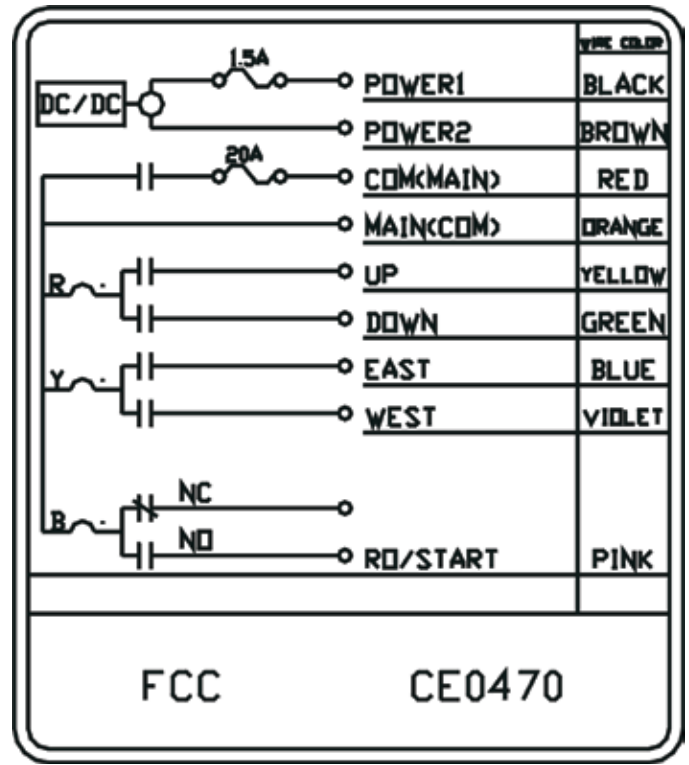 WIRE COLOR
1.5A
DC/DC POWER1 BLACK
POWER2 BROWN
20A
COM(MAIN) RED
MAIN(COM) ORANGE
R UP YELLOW
DOWN GREEN
Y EAST BLUE
WEST VIOLET
NC
B NO
RO/START PINK
FCC CE0470